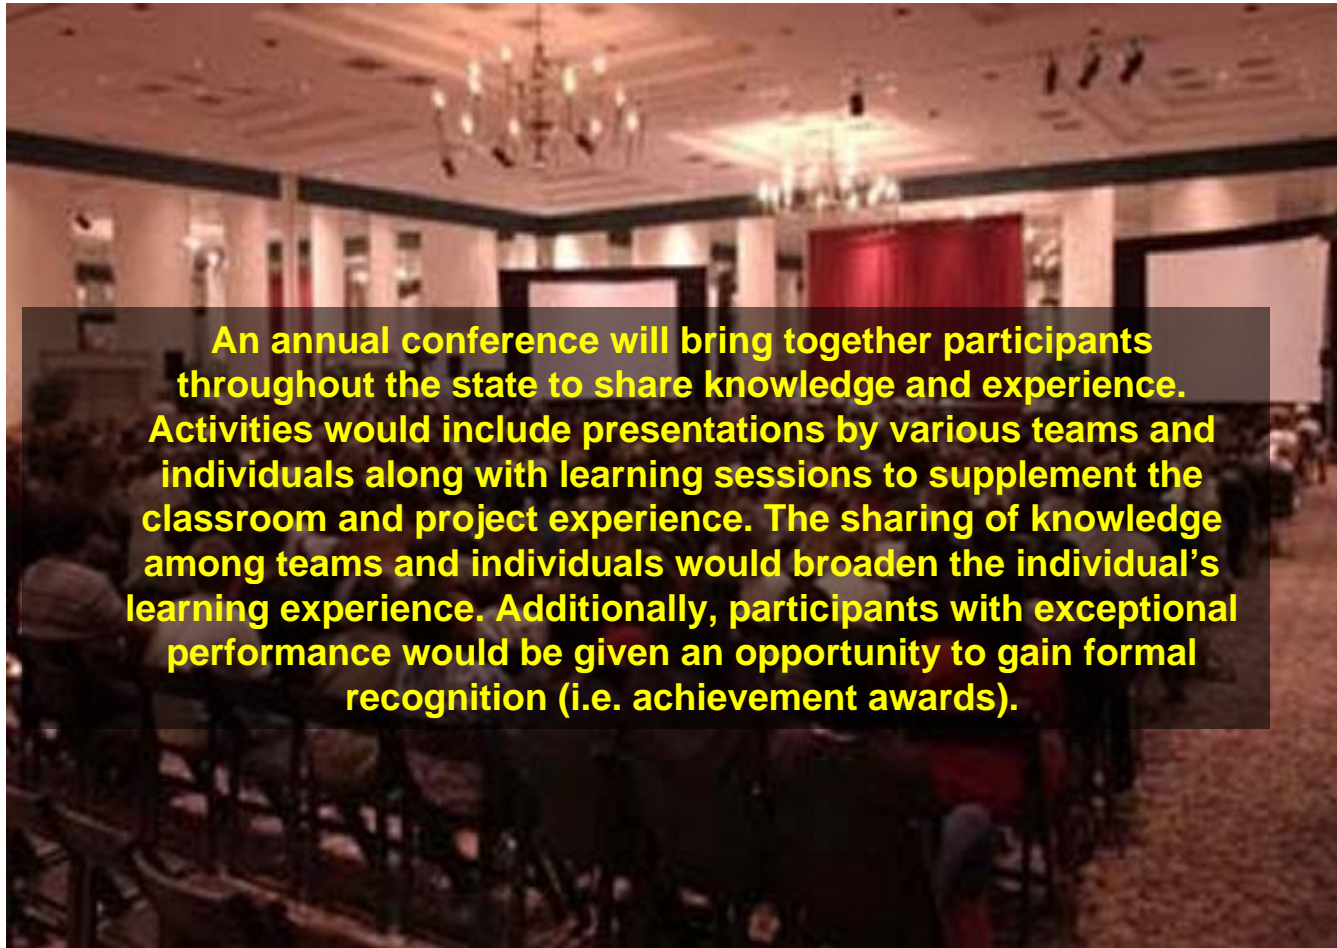 An annual conference will bring together participants
throughout the state to share knowledge and experience.
Activities would include presentations by various teams and
individuals along with learning sessions to supplement the
classroom and project experience. The sharing of knowledge
among teams and individuals would broaden the individual’s
learning experience. Additionally, participants with exceptional
performance would be given an opportunity to gain formal
recognition (i.e. achievement awards).